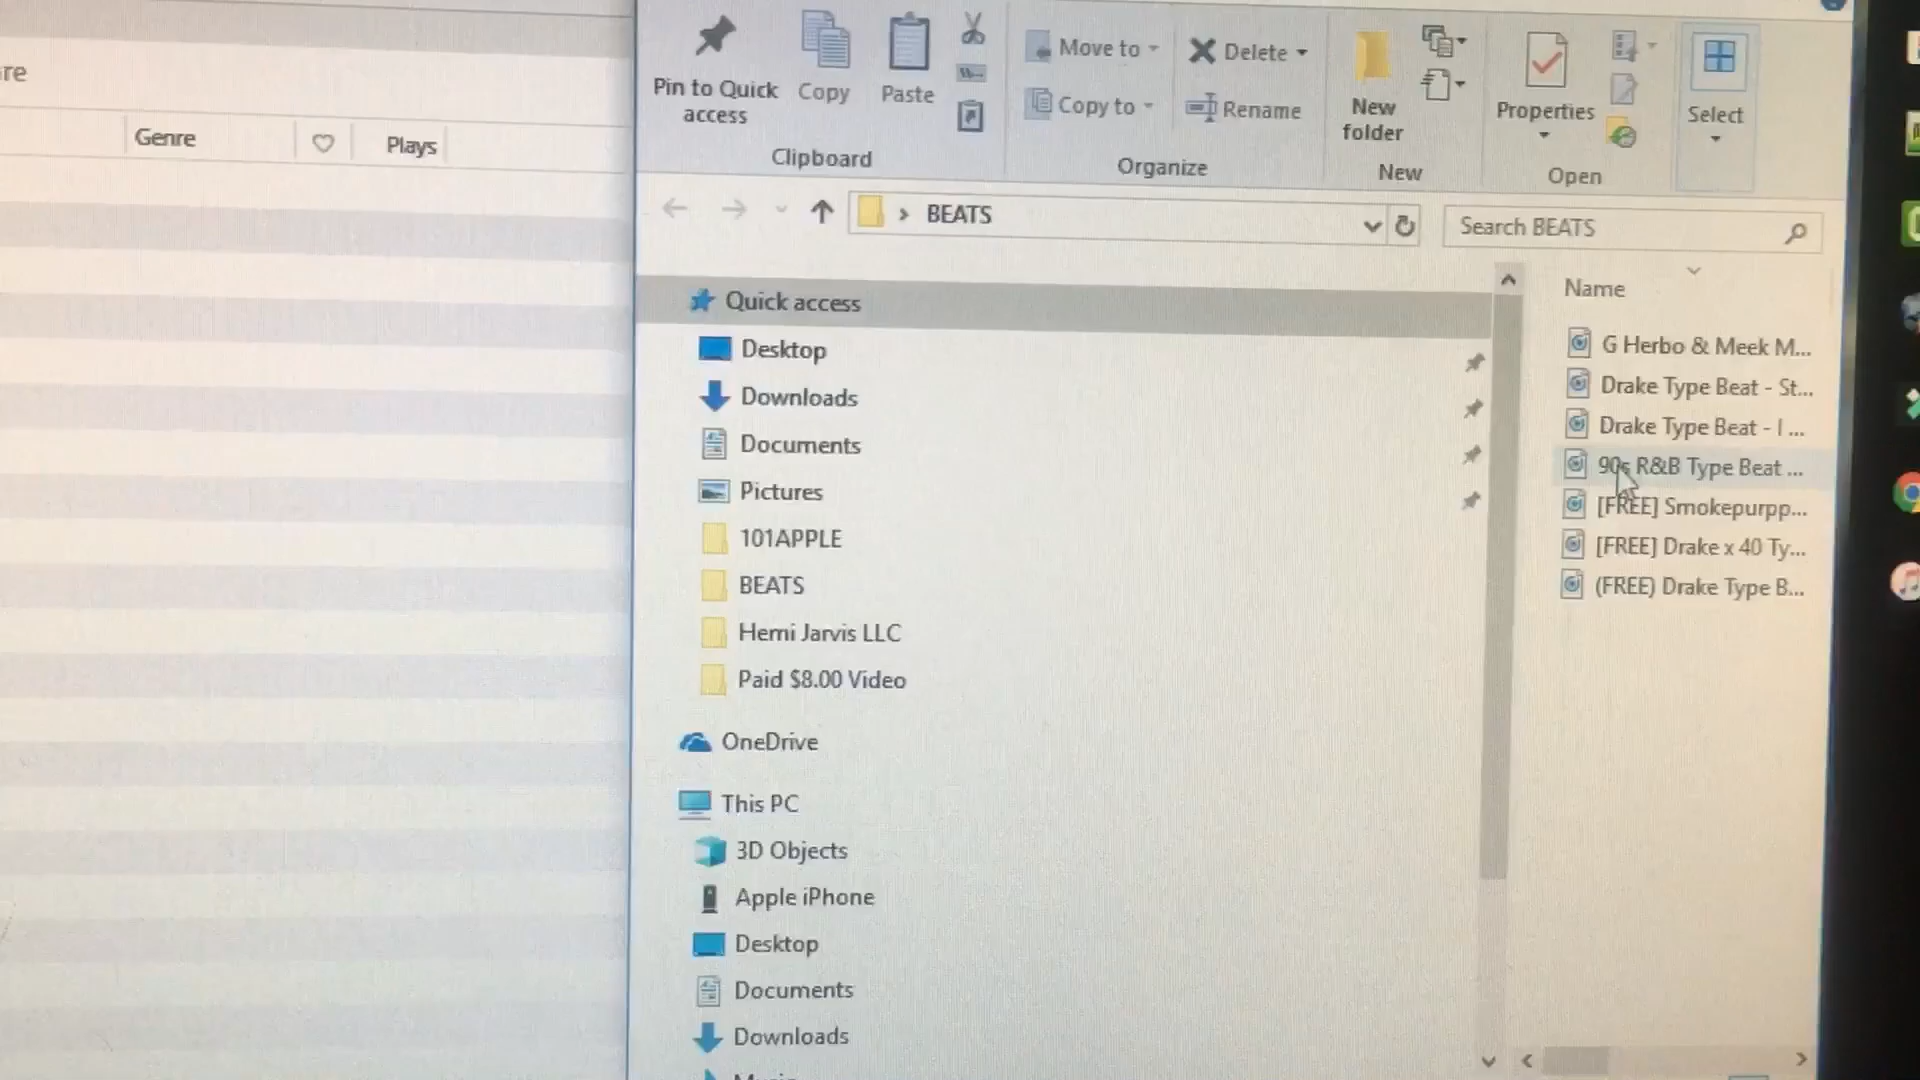 re
Genre
Plays
Pin to Quick
access
Copy
Paste
Clipboard
Move to
Copy to
Delete
Rename
Organize
New
folder
New
Properties
Open
Select
BEATS
Search BEATS
Quick access
Desktop
Downloads
Documents
Pictures
101APPLE
BEATS
Hemi Jarvis LLC
Paid $8.00 Video
OneDrive
This PC
3D Objects
Apple iPhone
Desktop
Documents
Downloads
Name
G Herbo & Meek M...
Drake Type Beat - St...
Drake Type Beat - I ...
90s R&B Type Beat ...
[FREE] Smokepurpp...
[FREE] Drake x 40 Ty...
(FREE) Drake Type B...